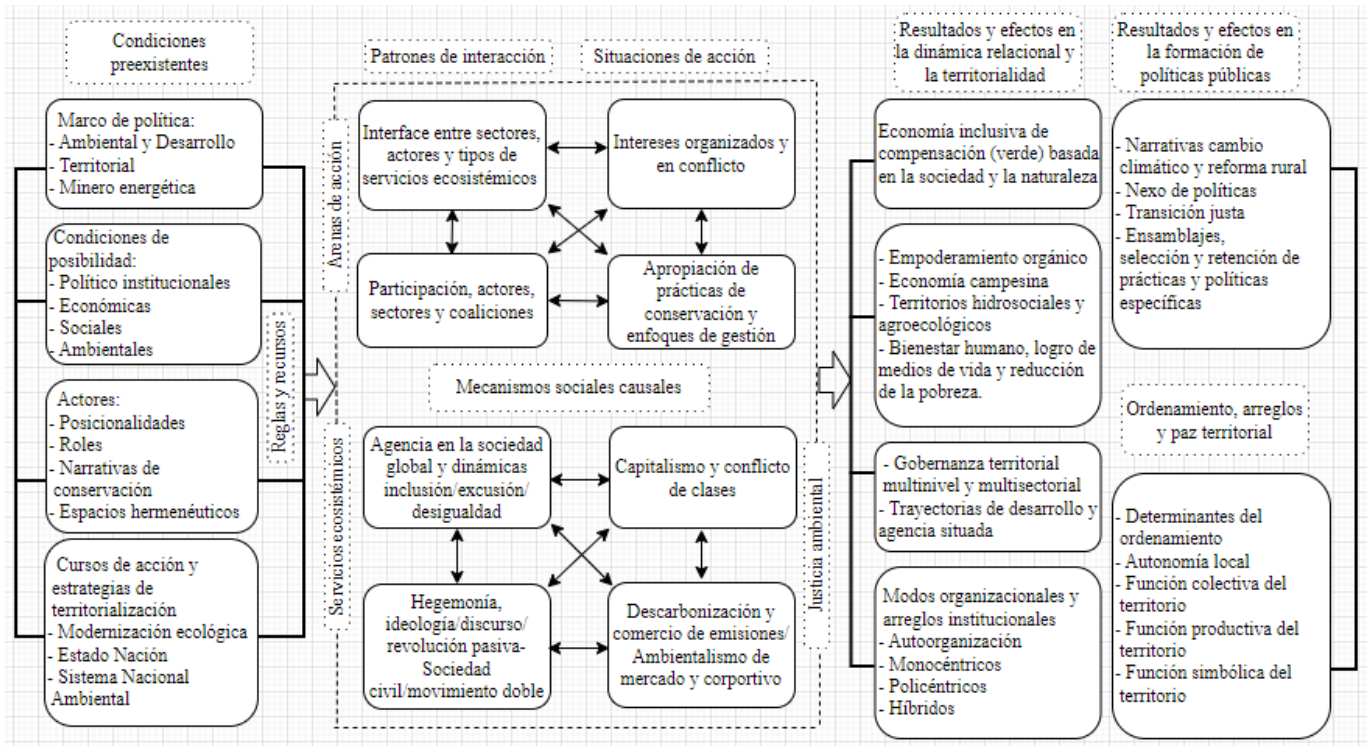 Condiciones
preexistentes
Marco de política:
- Ambiental y Desarrollo
- Territorial
- Minero energética
Condiciones de
posibilidad:
- Político institucionales
- Económicas
- Sociales
- Ambientales
Actores:
- Posicionalidades
- Roles
- Narrativas de
conservación
- Espacios hermenéuticos
Cursos de acción y
estrategias de
territorialización
- Modernización ecológica
- Estado Nación
- Sistema Nacional
Ambiental
Reglas y recursos
Patrones de interacción
Situaciones de acción
Arenas de acción
Interface entre sectores,
actores y tipos de
servicios ecosistémicos
Intereses organizados y
en conflicto
Participación, actores,
sectores y coaliciones
Apropiación de
prácticas de
conservación y
enfoques de gestión
Mecanismos sociales causales
Servicios ecosistémicos
Agencia en la sociedad
global y dinámicas
inclusión/excusión/
desigualdad
Capitalismo y conflicto
de clases
Hegemonía,
ideología/discurso/
revolución pasiva-
Sociedad
civil/movimiento doble
Descarbonización y
comercio de emisiones/
Ambientalismo de
mercado y corportivo
Justicia ambiental
Resultados y efectos en
la dinámica relacional y
la territorialidad
Economía inclusiva de
compensación (verde) basada
en la sociedad y la naturaleza
- Empoderamiento orgánico
- Economía campesina
- Territorios hidrosociales y
agroecológicos
- Bienestar humano, logro de
medios de vida y reducción
de la pobreza.
- Gobernanza territorial
multinivel y multisectorial
- Trayectorias de desarrollo y
agencia situada
Modos organizacionales y
arreglos institucionales
- Autoorganización
- Monocéntricos
- Policéntricos
- Híbridos
Resultados y efectos en
la formación de
políticas públicas
- Narrativas cambio
climático y reforma rural
- Nexo de políticas
- Transición justa
- Ensamblajes,
selección y retención de
prácticas y políticas
específicas
Ordenamiento, arreglos
y paz territorial
- Determinantes del
ordenamiento
- Autonomía local
- Función colectiva del
territorio
- Función productiva del
territorio
- Función simbólica del
territorio